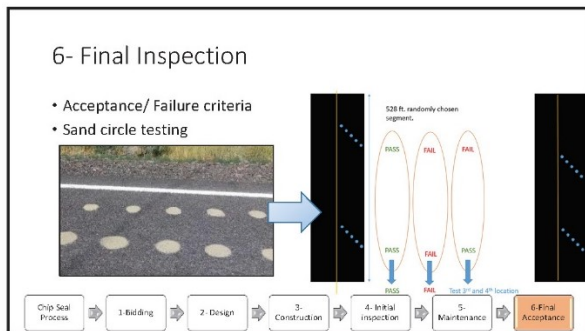 6- Final Inspection
• Acceptance/ Failure criteria
• Sand circle testing
528 ft. randomly chosen
segment.
PASS FAIL FAIL
PASS FAIL PASS
PASS FAIL Test 3rd and 4th location
Chip Seal
Process
1-Bidding
2- Design
3-
Construction
4- Initial
inspection
5-
Maintenance
6-Final
Acceptance